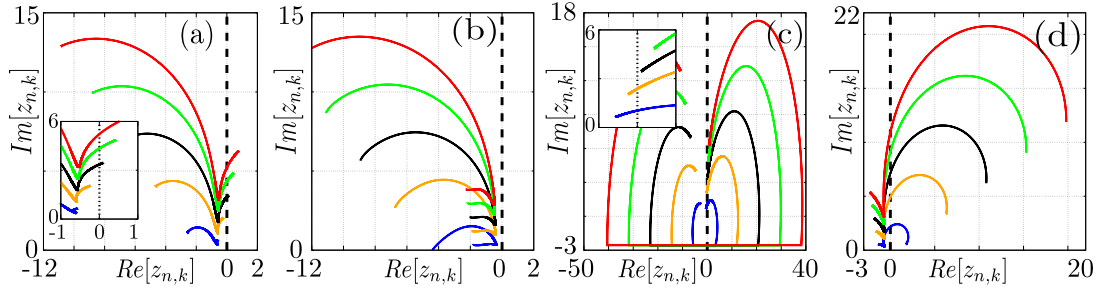 15
(a)
Im[z_{n,k}]
6
0
-1 0 1
0
-12 Re[z_{n,k}] 0 2
15
(b)
Im[z_{n,k}]
0
-12 Re[z_{n,k}] 0 2
18
(c)
Im[z_{n,k}]
6
0
-3
-50 Re[z_{n,k}] 0 40
22
(d)
Im[z_{n,k}]
0
-3 0 Re[z_{n,k}] 20